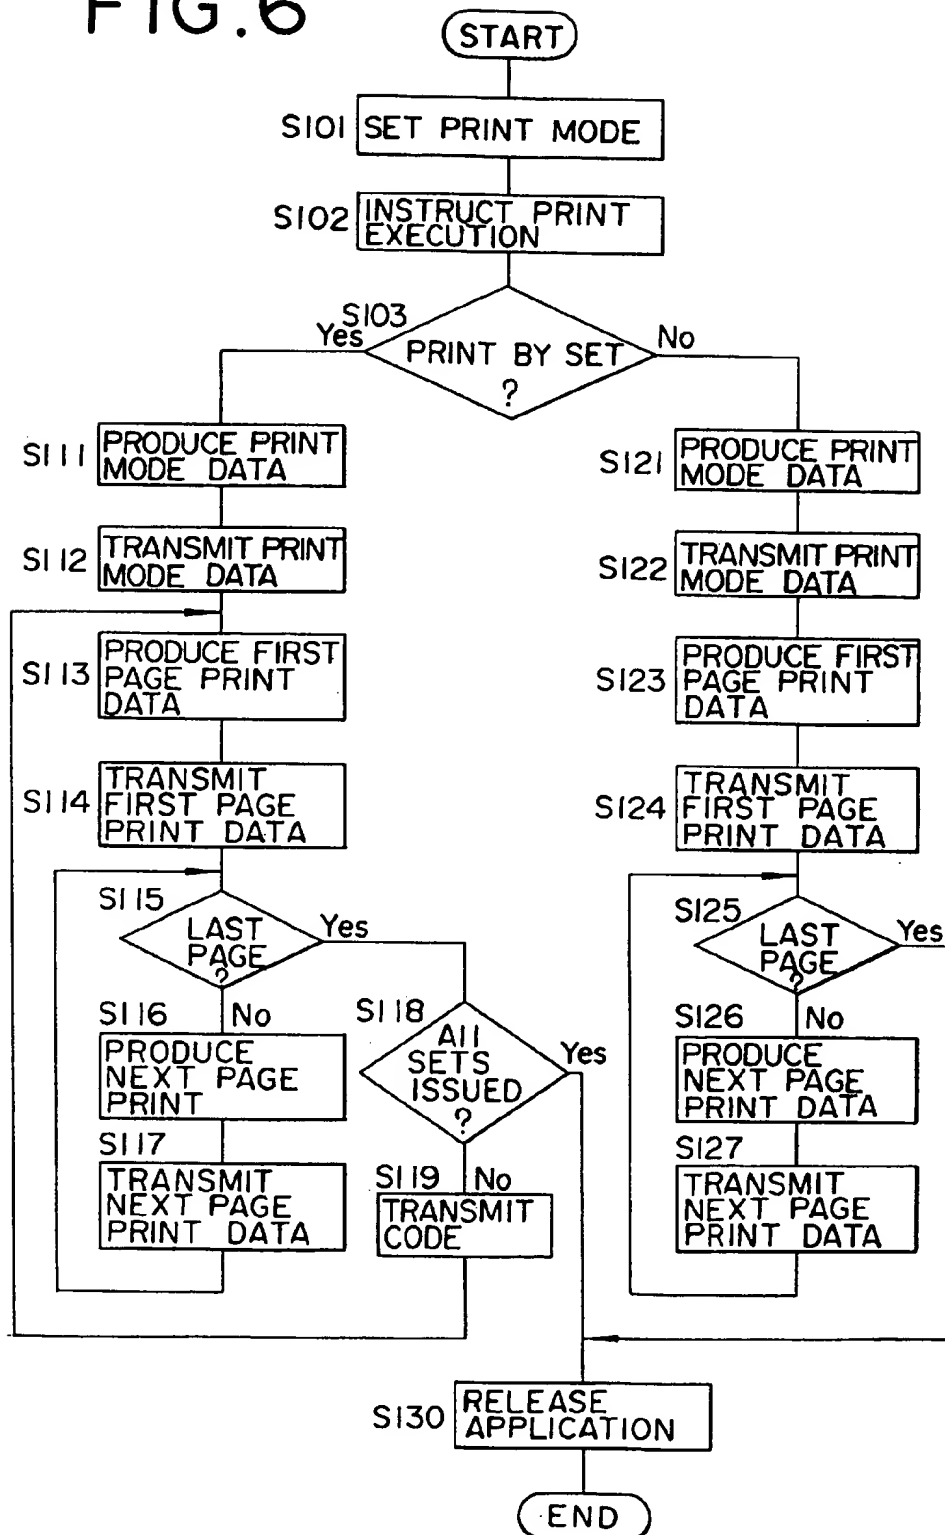 FIG.6
START
S101
SET PRINT MODE
S102
INSTRUCT PRINT
EXECUTION
S103
Yes
No
PRINT BY SET
?
S111
PRODUCE PRINT
MODE DATA
S121
PRODUCE PRINT
MODE DATA
S112
TRANSMIT PRINT
MODE DATA
S122
TRANSMIT PRINT
MODE DATA
S113
PRODUCE FIRST
PAGE PRINT
DATA
S123
PRODUCE FIRST
PAGE PRINT
DATA
S114
TRANSMIT
FIRST PAGE
PRINT DATA
S124
TRANSMIT
FIRST PAGE
PRINT DATA
S115
LAST
PAGE
?
Yes
S125
LAST
PAGE
?
Yes
S116
No
PRODUCE
NEXT PAGE
PRINT
S118
All
SETS
ISSUED
?
Yes
S126
No
PRODUCE
NEXT PAGE
PRINT DATA
S117
TRANSMIT
NEXT PAGE
PRINT DATA
S119
No
TRANSMIT
CODE
S127
TRANSMIT
NEXT PAGE
PRINT DATA
S130
RELEASE
APPLICATION
END